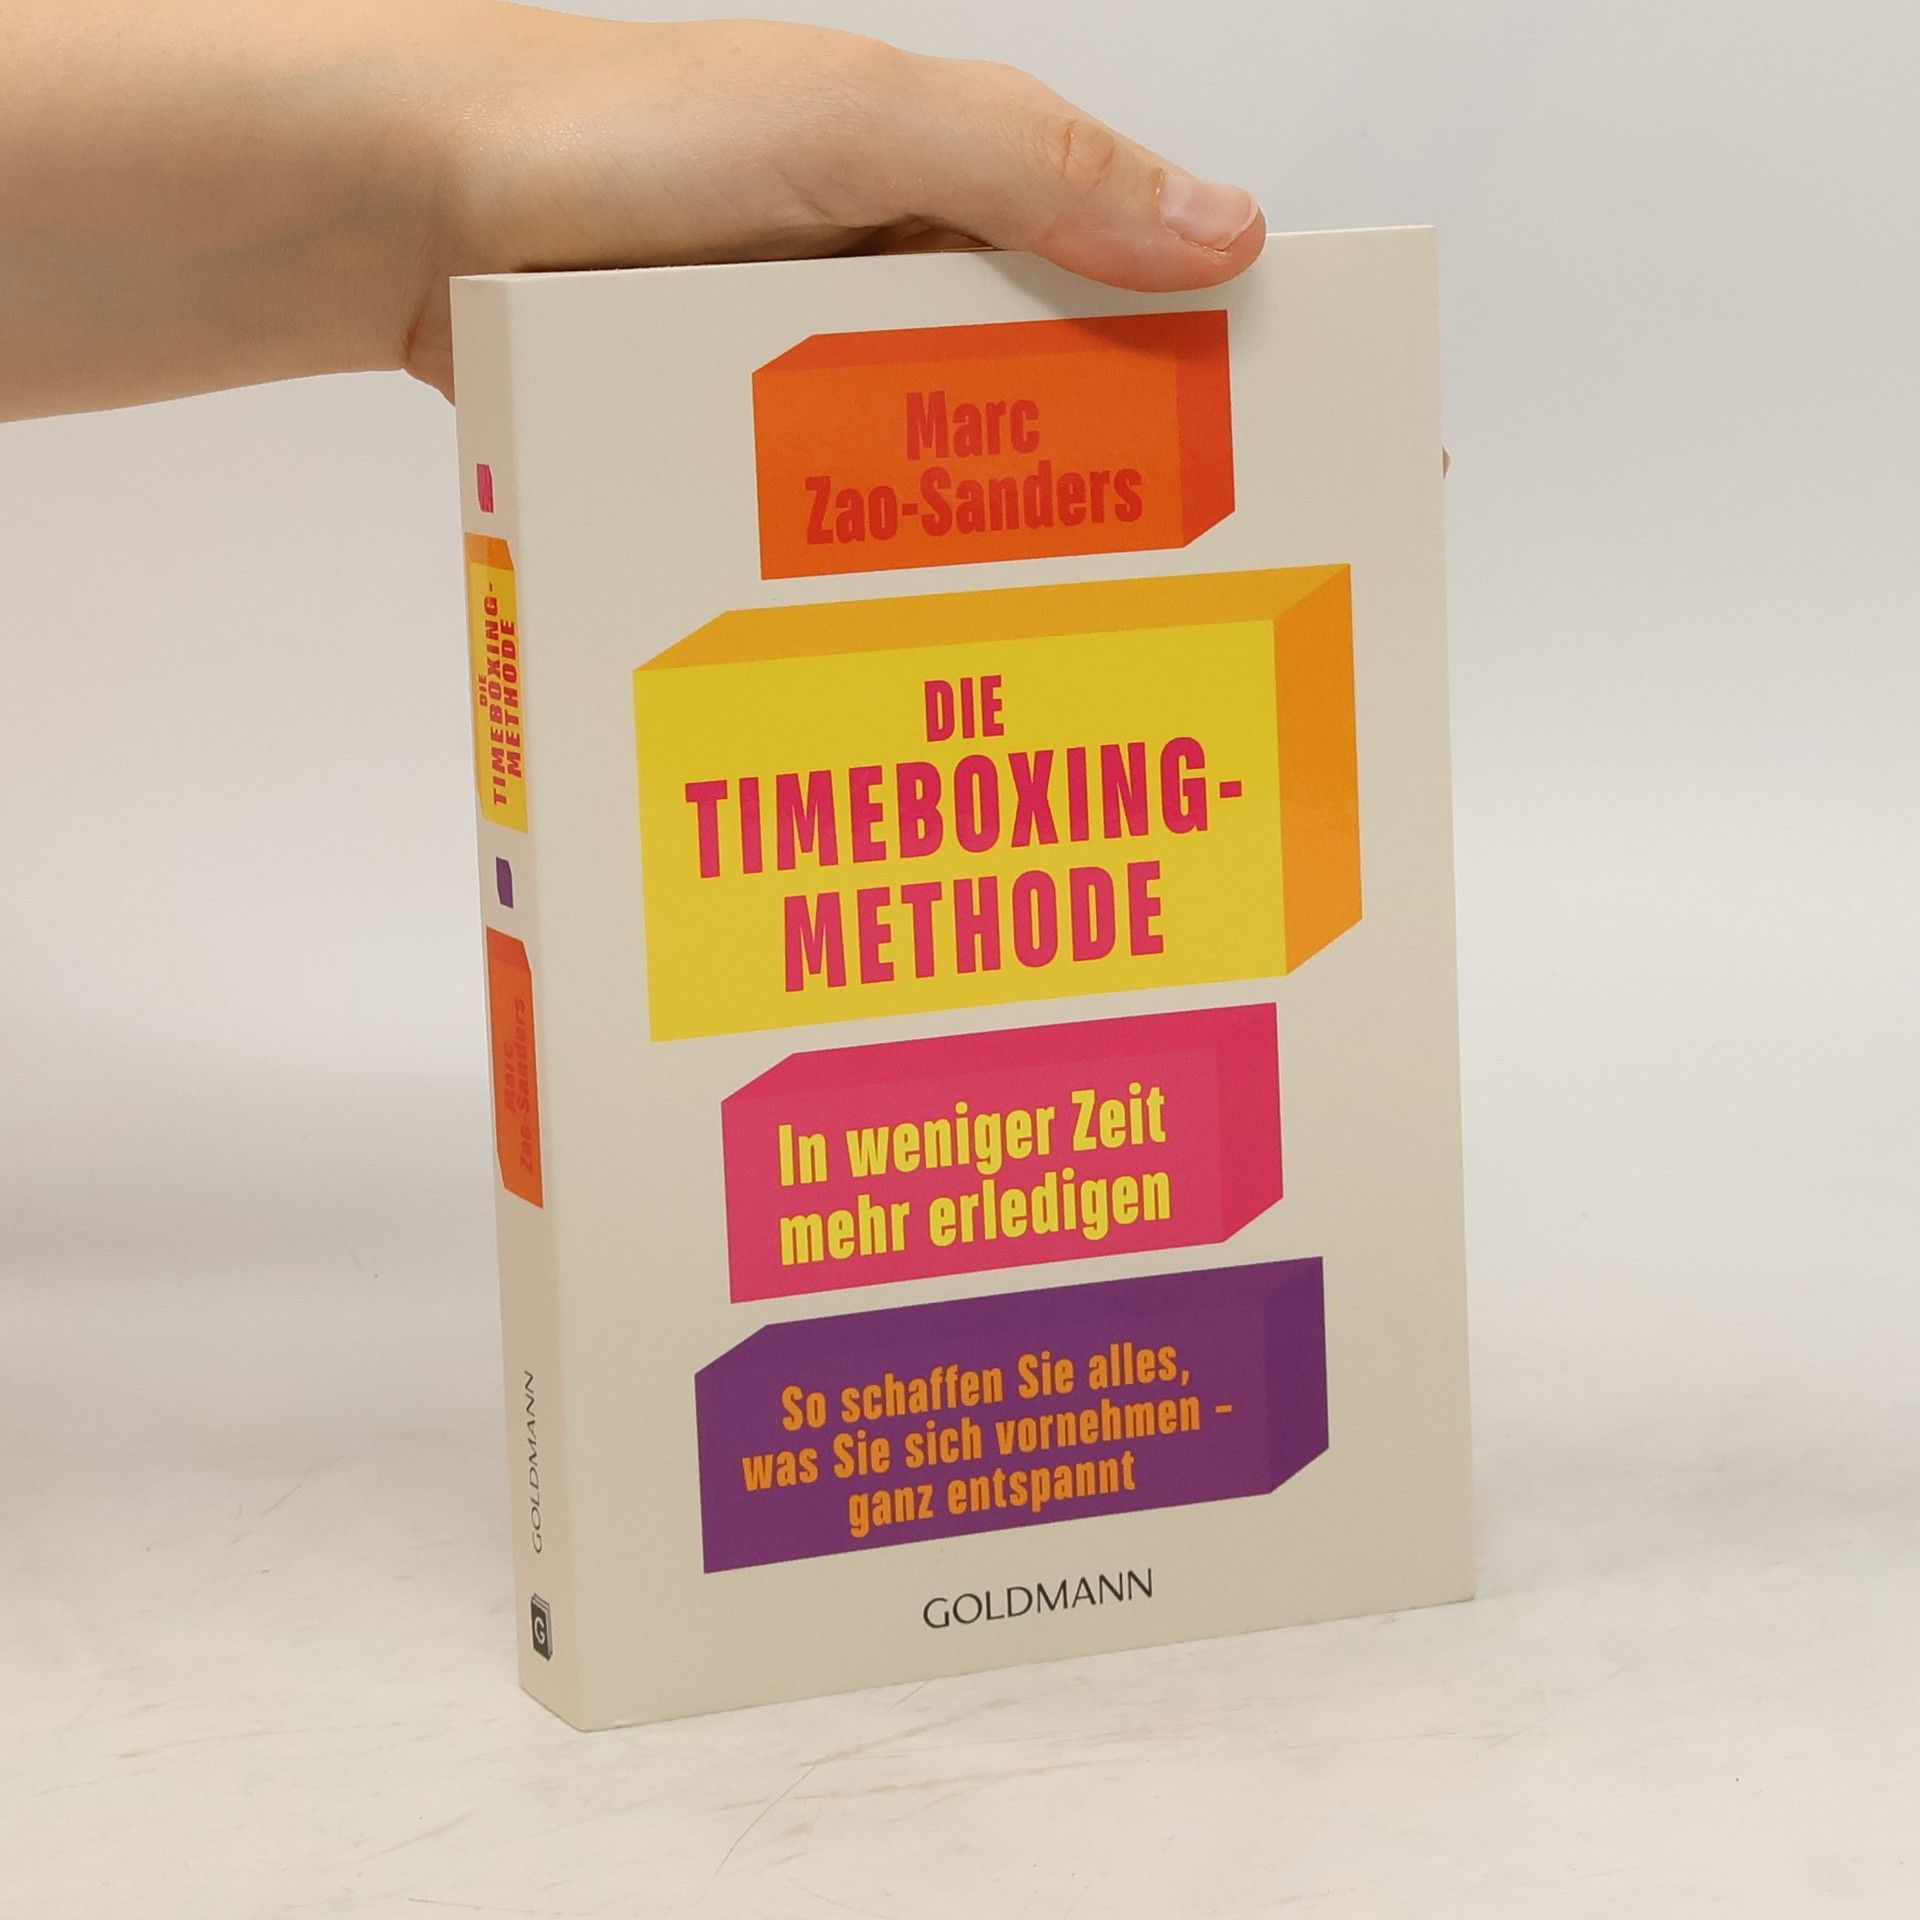 Marc
Zao-Sanders
DIE
TIMEBOXING-
METHODE
In weniger Zeit
mehr erledigen
So schaffen Sie alles,
was Sie sich vornehmen –
ganz entspannt
GOLDMANN
DIE
TIMEBOXING-
METHODE
Marc
Zao-Sanders
GOLDMANN
G